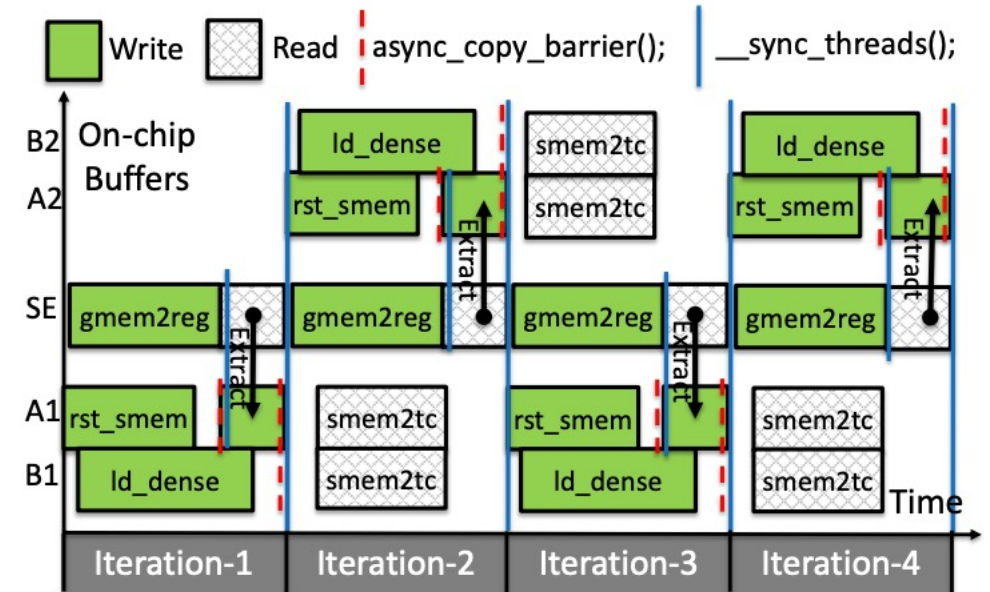 Write Read async_copy_barrier(); __sync_threads();
On-chip
Buffers
B2 ld_dense smem2tc ld_dense
A2 rst_smem smem2tc rst_smem
Extract Extract
SE gmem2reg gmem2reg gmem2reg gmem2reg
Extract Extract
A1 rst_smem smem2tc rst_smem smem2tc
B1 ld_dense smem2tc ld_dense smem2tc
Time
Iteration-1 Iteration-2 Iteration-3 Iteration-4